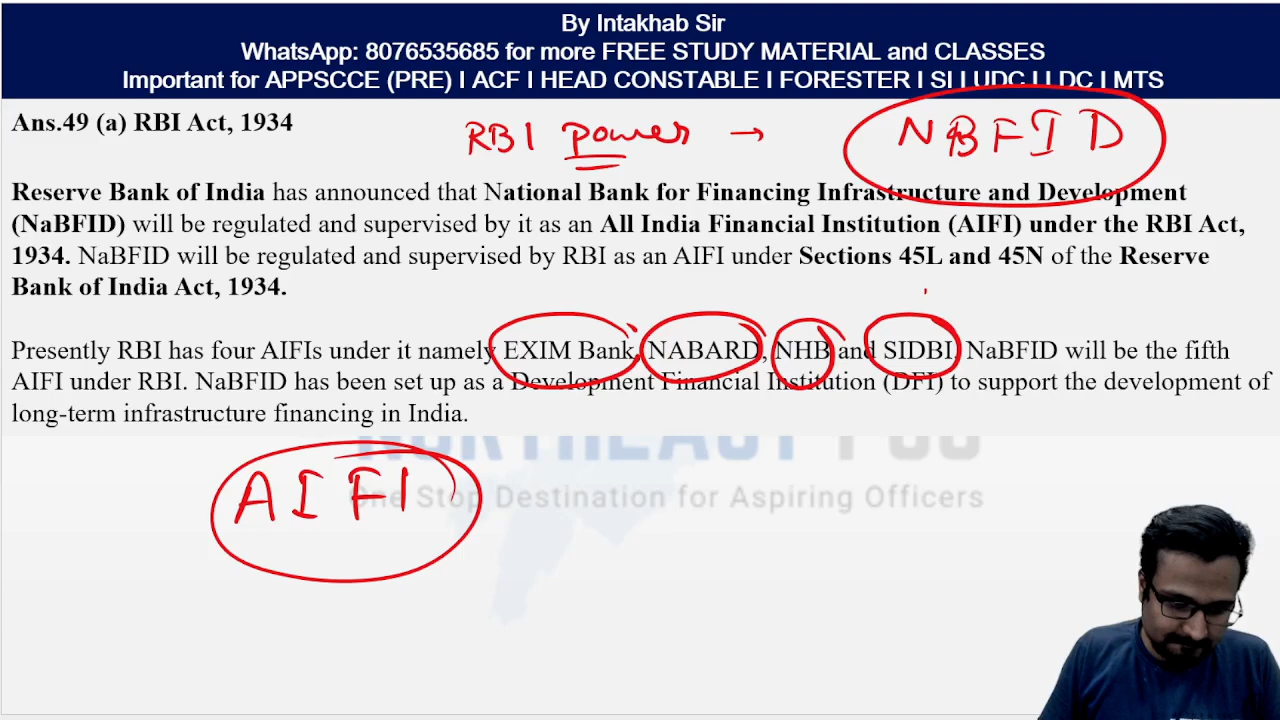 By Intakhab Sir
WhatsApp: 8076535685 for more FREE STUDY MATERIAL and CLASSES
Important for APPSCCE (PRE) I ACF I HEAD CONSTABLE I FORESTER I SI I UDC I LDC I MTS
Ans.49 (a) RBI Act, 1934
RBI power → NBFID
Reserve Bank of India has announced that National Bank for Financing Infrastructure and Development
(NaBFID) will be regulated and supervised by it as an All India Financial Institution (AIFI) under the RBI Act,
1934. NaBFID will be regulated and supervised by RBI as an AIFI under Sections 45L and 45N of the Reserve
Bank of India Act, 1934.
Presently RBI has four AIFIs under it namely EXIM Bank, NABARD, NHB and SIDBI, NaBFID will be the fifth
AIFI under RBI. NaBFID has been set up as a Development Financial Institution (DFI) to support the development of
long-term infrastructure financing in India.
AIFI
One Stop Destination for Aspiring Officers